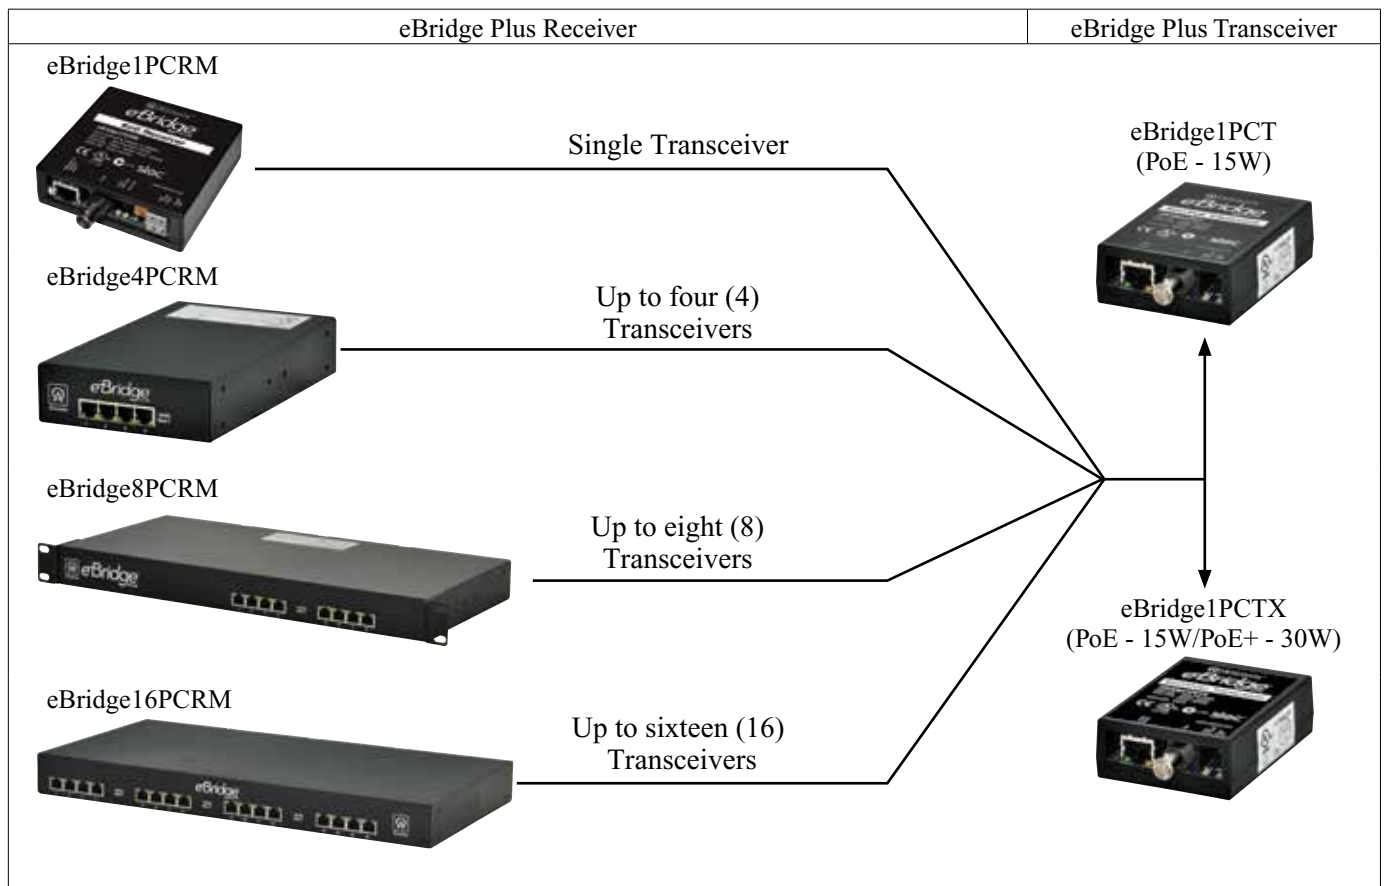 eBridge Plus Receiver
eBridge Plus Transceiver
eBridge1PCRM
eBridge
Single Transceiver
eBridge1PCT
(PoE - 15W)
eBridge
eBridge4PCRM
eBridge
Up to four (4)
Transceivers
eBridge8PCRM
eBridge
Up to eight (8)
Transceivers
eBridge1PCTX
(PoE - 15W/PoE+ - 30W)
eBridge
eBridge16PCRM
eBridge
Up to sixteen (16)
Transceivers